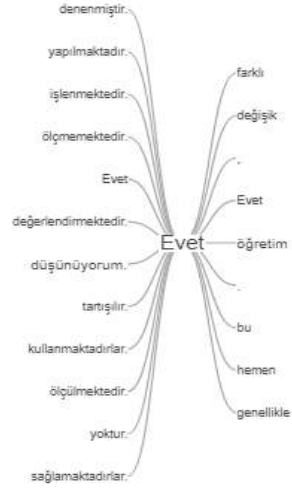 denenmiştir.
yapılmaktadır.
işlenmektedir.
ölçmemektedir.
Evet
değerlendirmektedir.
düşünüyorum.
tartışılır.
kullanmaktadırlar.
ölçülmektedir.
yoktur.
sağlamaktadırlar.
Evet
farklı
değişik
.
Evet
öğretim
.
bu
hemen
genellikle